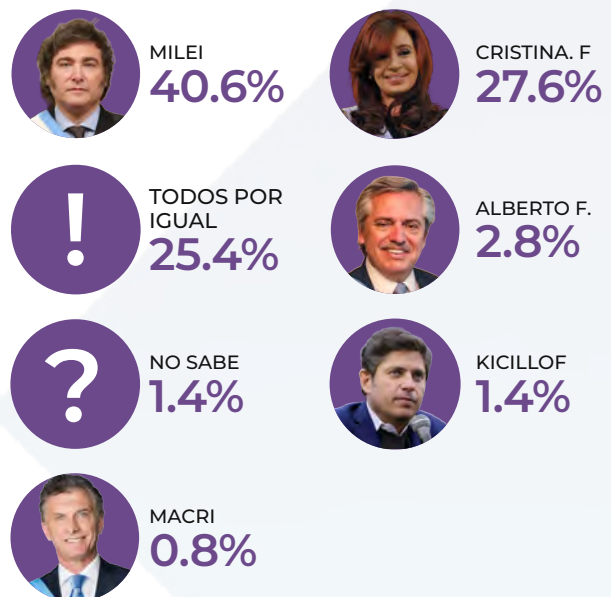 MILEI
40.6%
CRISTINA. F
27.6%
!
TODOS POR
IGUAL
25.4%
ALBERTO F.
2.8%
?
NO SABE
1.4%
KICILLOF
1.4%
MACRI
0.8%